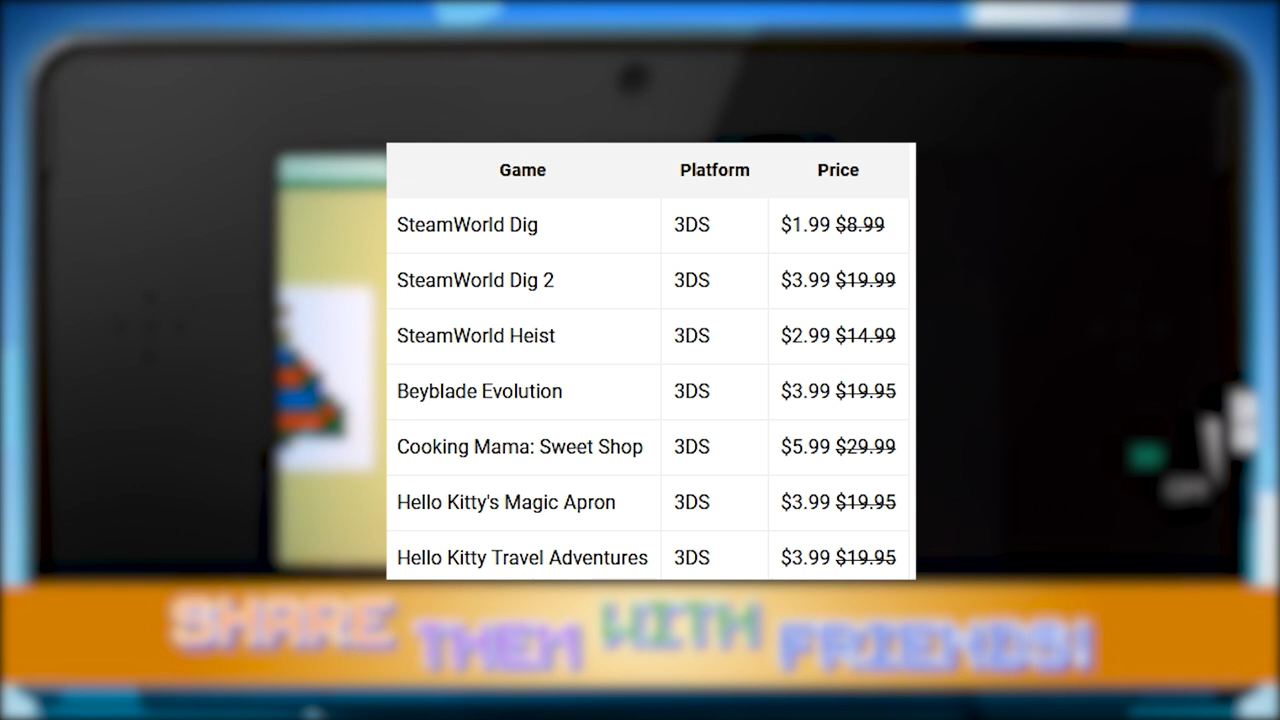 Game Platform Price
SteamWorld Dig 3DS $1.99 $8.99
SteamWorld Dig 2 3DS $3.99 $19.99
SteamWorld Heist 3DS $2.99 $14.99
Beyblade Evolution 3DS $3.99 $19.95
Cooking Mama: Sweet Shop 3DS $5.99 $29.99
Hello Kitty's Magic Apron 3DS $3.99 $19.95
Hello Kitty Travel Adventures 3DS $3.99 $19.95
SHARE THEM WITH FRIENDS!